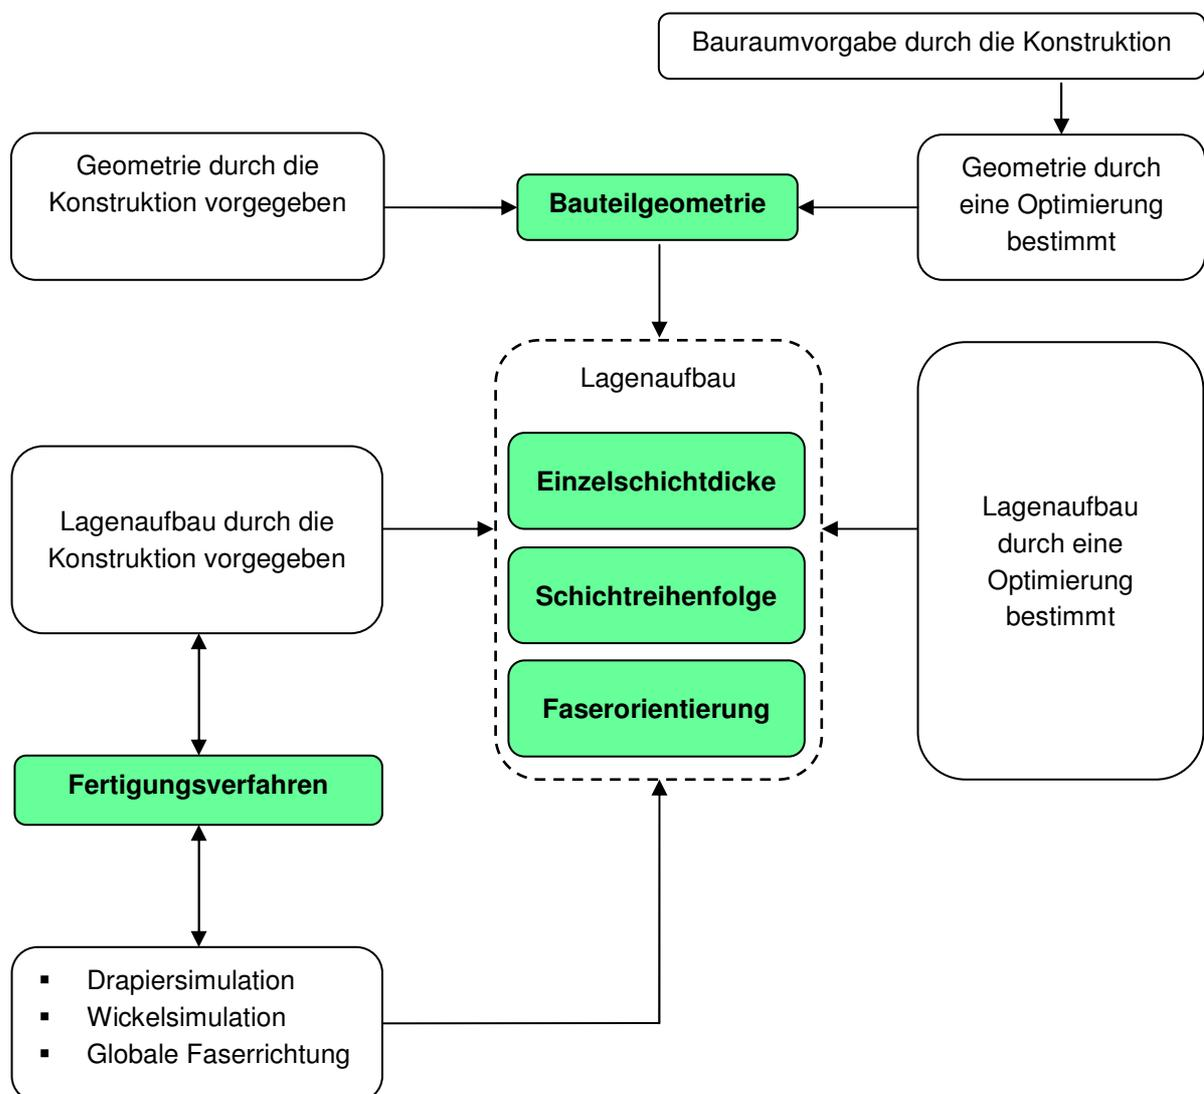 Bauraumvorgabe durch die Konstruktion
Geometrie durch die
Konstruktion vorgegeben
Bauteilgeometrie
Geometrie durch
eine Optimierung
bestimmt
Lagenaufbau
Einzelschichtdicke
Schichtreihenfolge
Faserorientierung
Lagenaufbau durch die
Konstruktion vorgegeben
Lagenaufbau
durch eine
Optimierung
bestimmt
Fertigungsverfahren
▪ Drapiersimulation
▪ Wickelsimulation
▪ Globale Faserrichtung